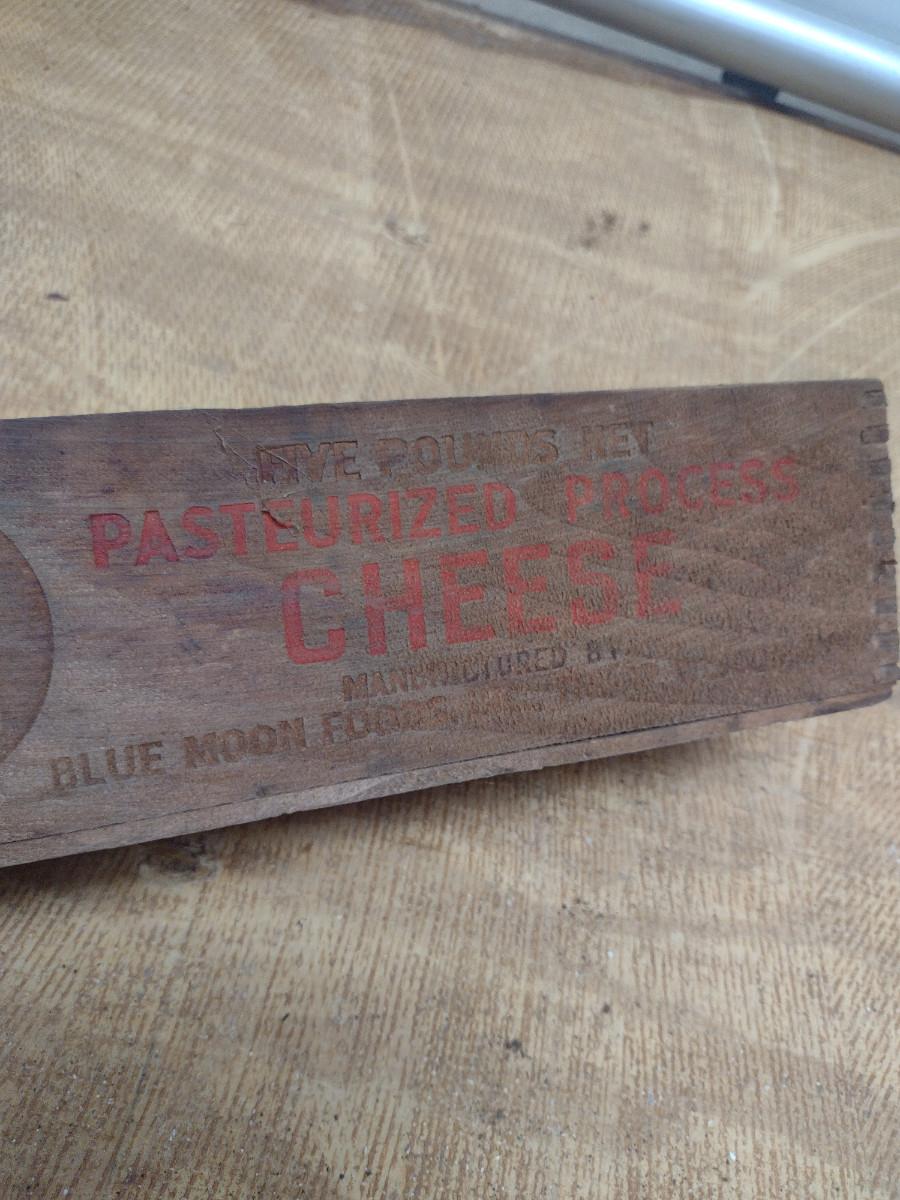 FIVE POUNDS NET
PASTEURIZED PROCESS
CHEESE
MANUFACTURED BY
BLUE MOON FOODS